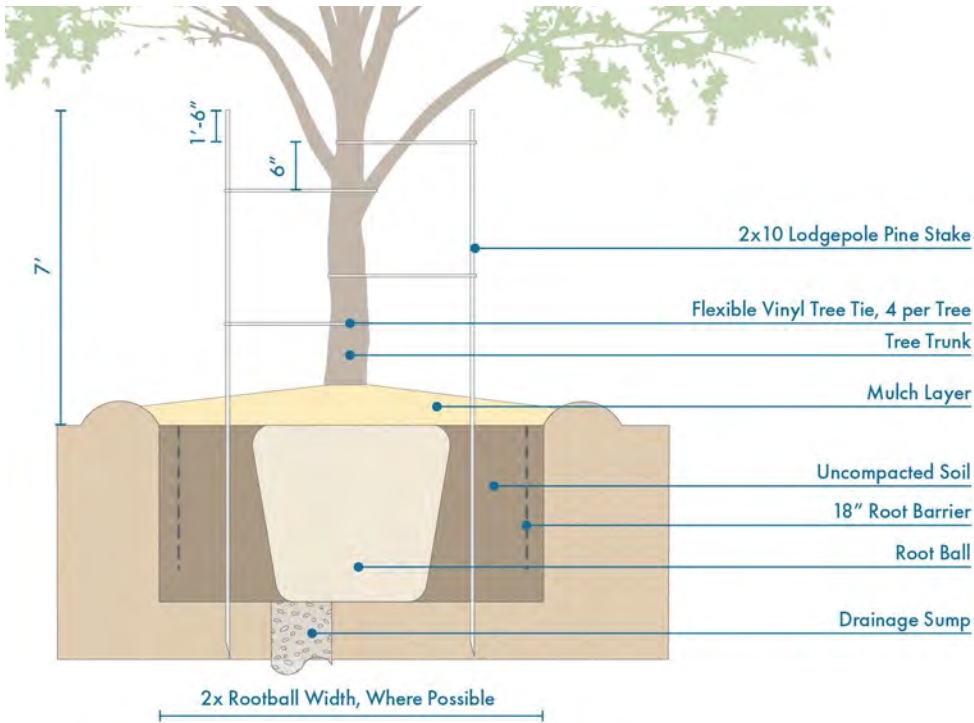 1'-6"
6"
7'
2x10 Lodgepole Pine Stake
Flexible Vinyl Tree Tie, 4 per Tree
Tree Trunk
Mulch Layer
Uncompacted Soil
18" Root Barrier
Root Ball
Drainage Sump
2x Rootball Width, Where Possible